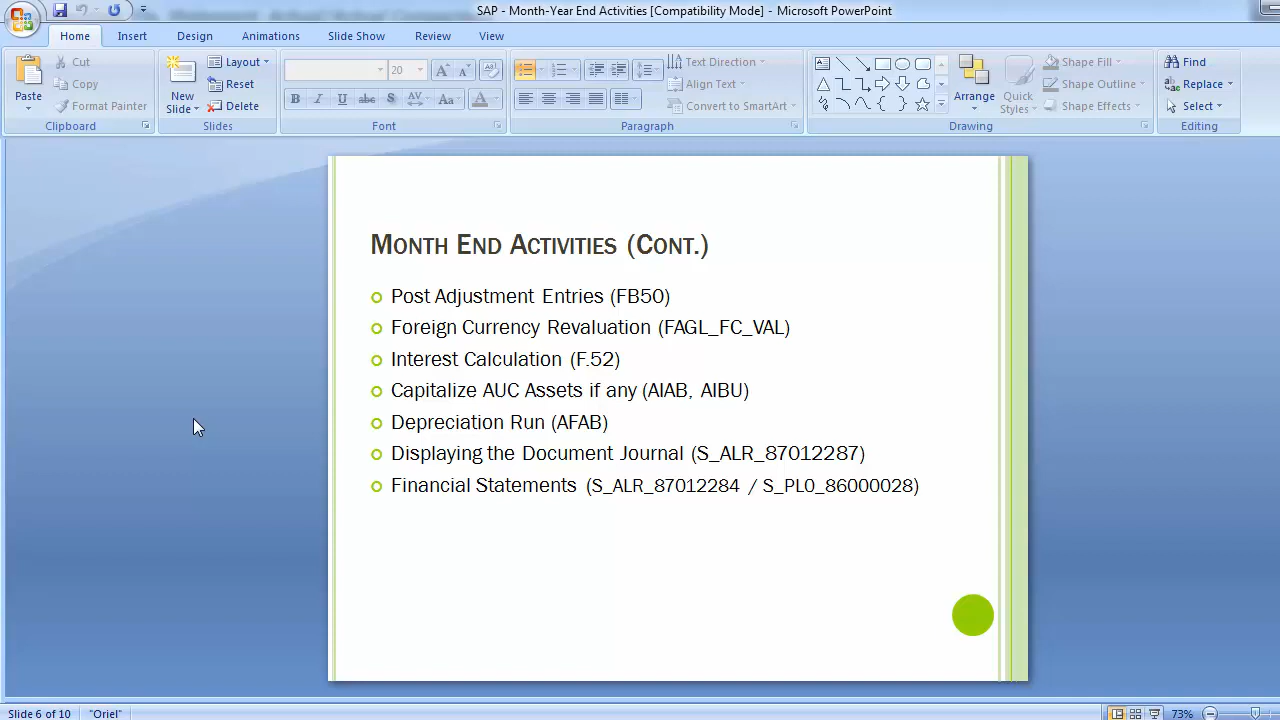 SAP - Month-Year End Activities [Compatibility Mode] - Microsoft PowerPoint
Home Insert Design Animations Slide Show Review View
Paste
Cut
Copy
Format Painter
Clipboard
New Slide
Layout
Reset
Delete
Slides
20
B I U abc S AV Aa A
Font
Text Direction
Align Text
Convert to SmartArt
Paragraph
Arrange
Quick Styles
Shape Fill
Shape Outline
Shape Effects
Drawing
Find
Replace
Select
Editing
MONTH END ACTIVITIES (CONT.)
Post Adjustment Entries (FB50)
Foreign Currency Revaluation (FAGL_FC_VAL)
Interest Calculation (F.52)
Capitalize AUC Assets if any (AIAB, AIBU)
Depreciation Run (AFAB)
Displaying the Document Journal (S_ALR_87012287)
Financial Statements (S_ALR_87012284 / S_PL0_86000028)
Slide 6 of 10 "Oriel" 73%